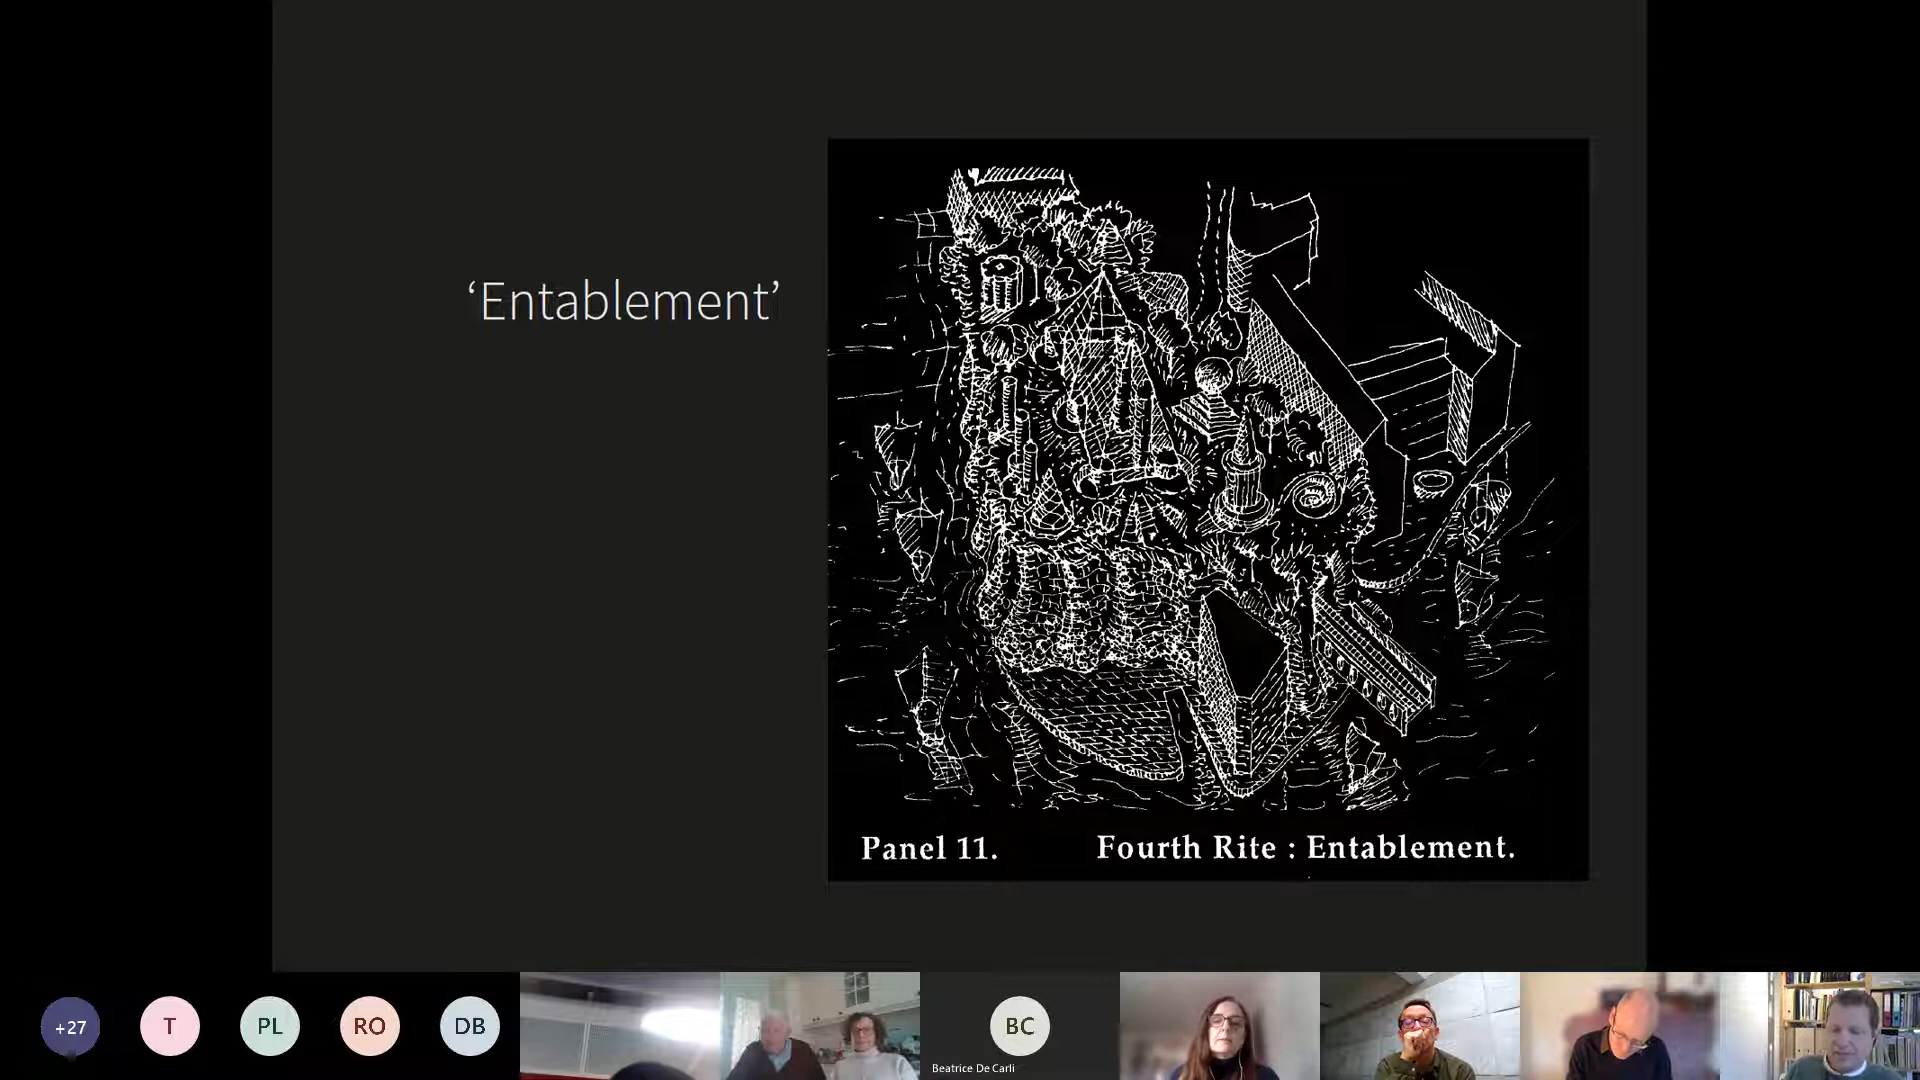 ‘Entablement’
Panel 11. Fourth Rite : Entablement.
+27
T
PL
RO
DB
BC
Beatrice De Carli